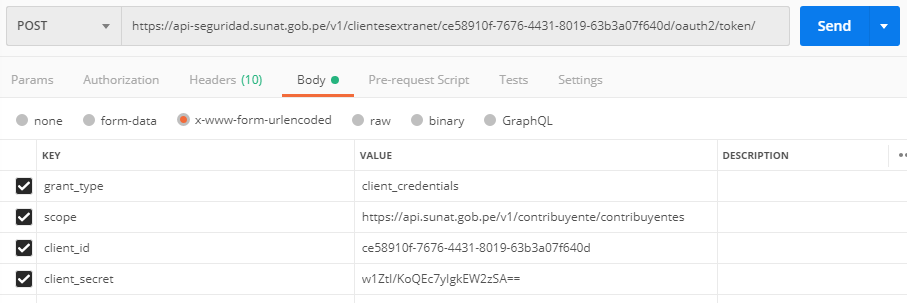 POST https://api-seguridad.sunat.gob.pe/v1/clientesextranet/ce58910f-7676-4431-8019-63b3a07f640d/oauth2/token/ Send
Params Authorization Headers (10) Body Pre-request Script Tests Settings
none form-data x-www-form-urlencoded raw binary GraphQL
KEY VALUE DESCRIPTION
grant_type client_credentials
scope https://api.sunat.gob.pe/v1/contribuyente/contribuyentes
client_id ce58910f-7676-4431-8019-63b3a07f640d
client_secret w1ZtI/KoQEc7yIgkEW2zSA==